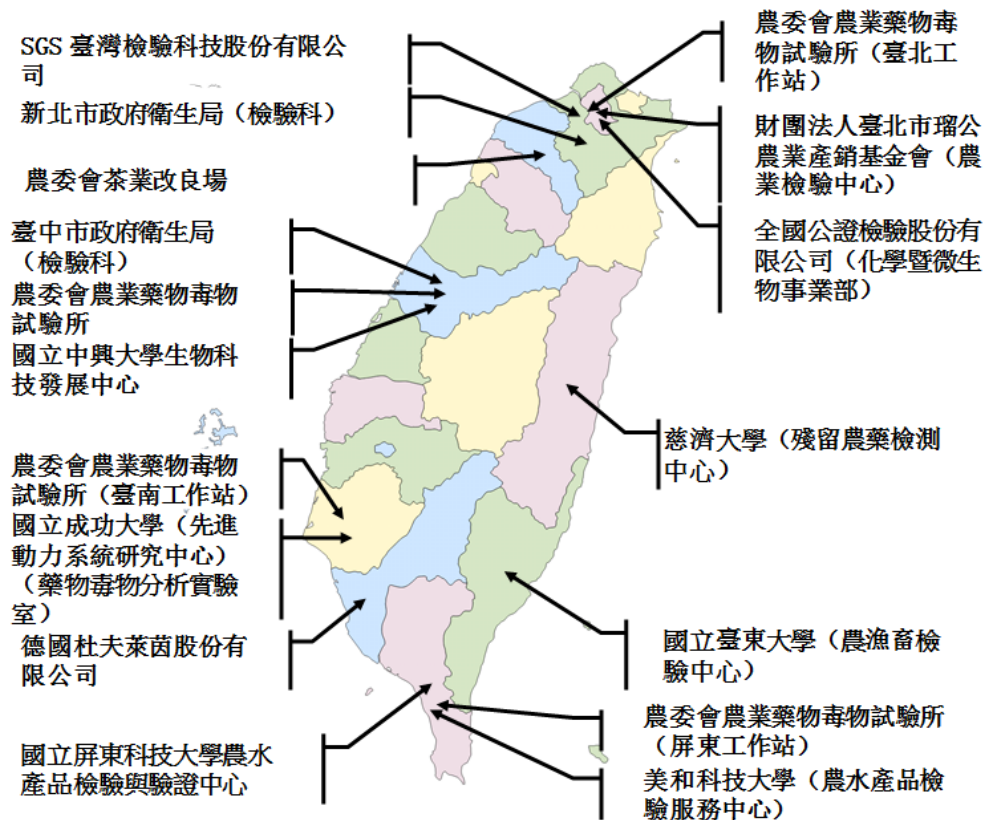 SGS 臺灣檢驗科技股份有限公
司
新北市政府衛生局（檢驗科）
農委會茶業改良場
臺中市政府衛生局
（檢驗科）
農委會農業藥物毒物
試驗所
國立中興大學生物科
技發展中心
農委會農業藥物毒物
試驗所（臺南工作站）
國立成功大學（先進
動力系統研究中心）
（藥物毒物分析實驗
室）
德國杜夫萊茵股份有
限公司
國立屏東科技大學農水
產品檢驗與驗證中心
農委會農業藥物毒
物試驗所（臺北工
作站）
財團法人臺北市瑠公
農業產銷基金會（農
業檢驗中心）
全國公證檢驗股份有
限公司（化學暨微生
物事業部）
慈濟大學（殘留農藥檢測
中心）
國立臺東大學（農漁畜檢
驗中心）
農委會農業藥物毒物試驗所
（屏東工作站）
美和科技大學（農水產品檢
驗服務中心）